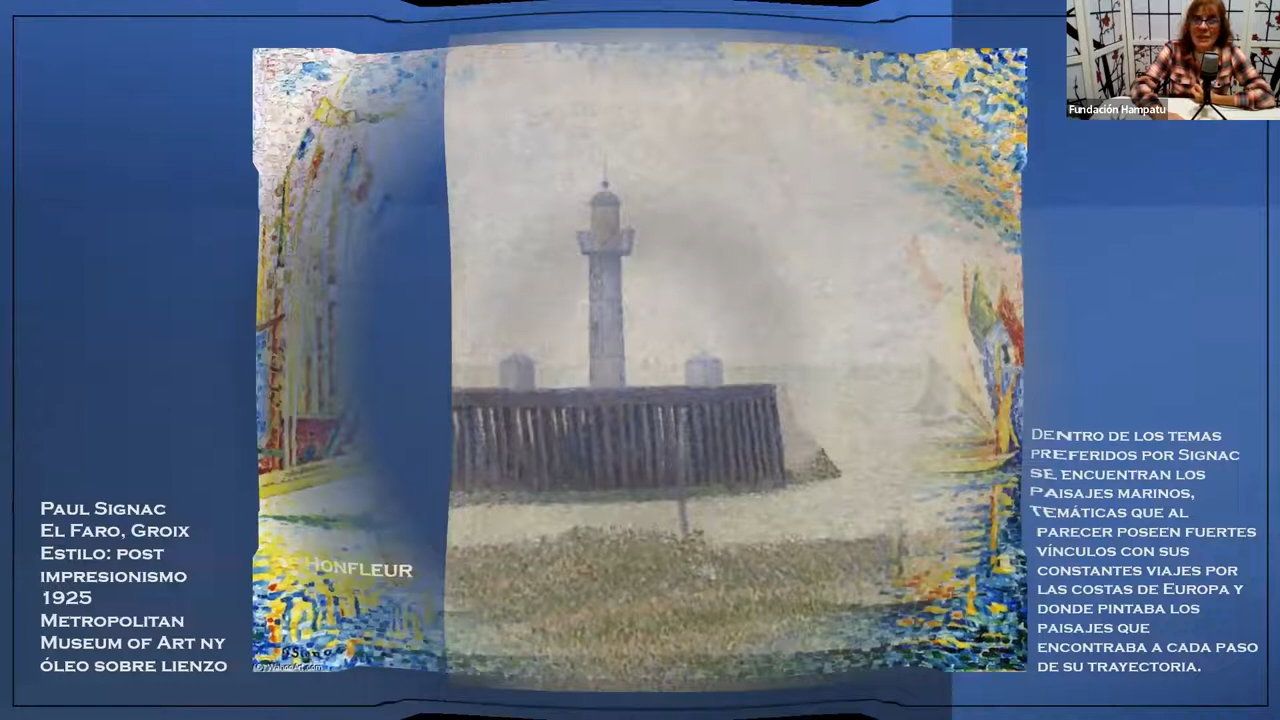 Fundación Hampatu
Honfleur
Paul Signac
El Faro, Groix
Estilo: post
impresionismo
1925
Metropolitan
Museum of Art ny
óleo sobre lienzo
Dentro de los temas
preferidos por Signac
se encuentran los
paisajes marinos,
temáticas que al
parecer poseen fuertes
vínculos con sus
constantes viajes por
las costas de Europa y
donde pintaba los
paisajes que
encontraba a cada paso
de su trayectoria.